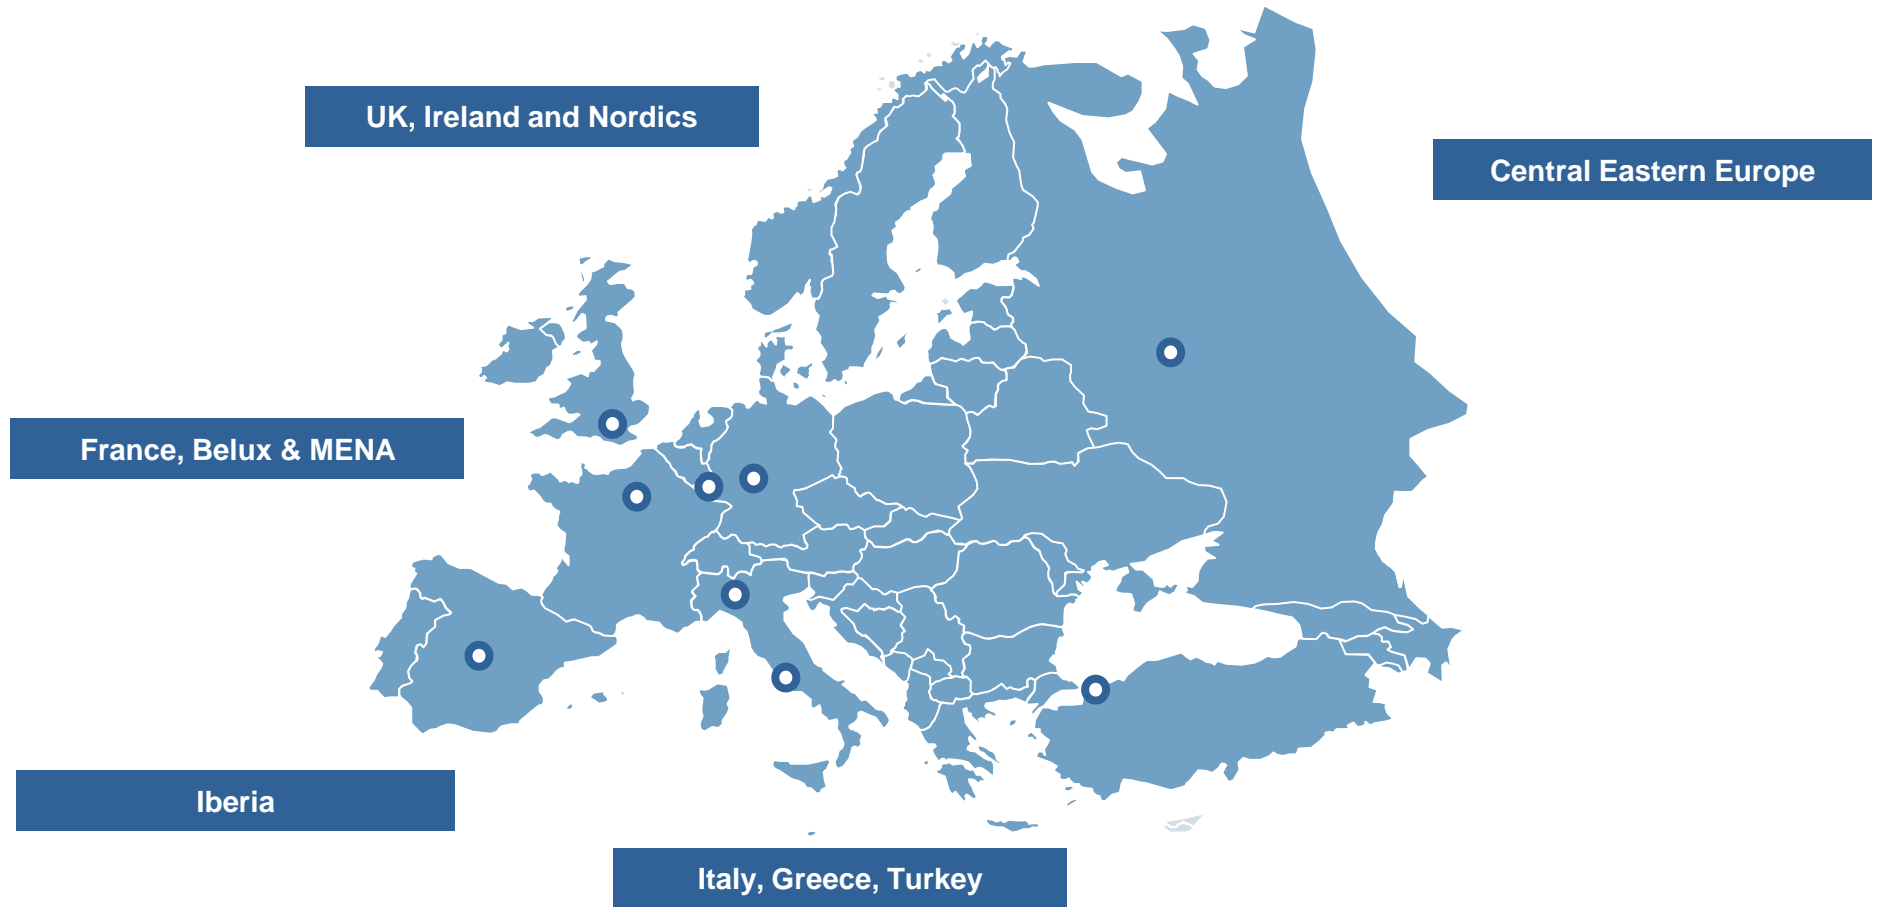 UK, Ireland and Nordics
Central Eastern Europe
France, Belux & MENA
Iberia
Italy, Greece, Turkey